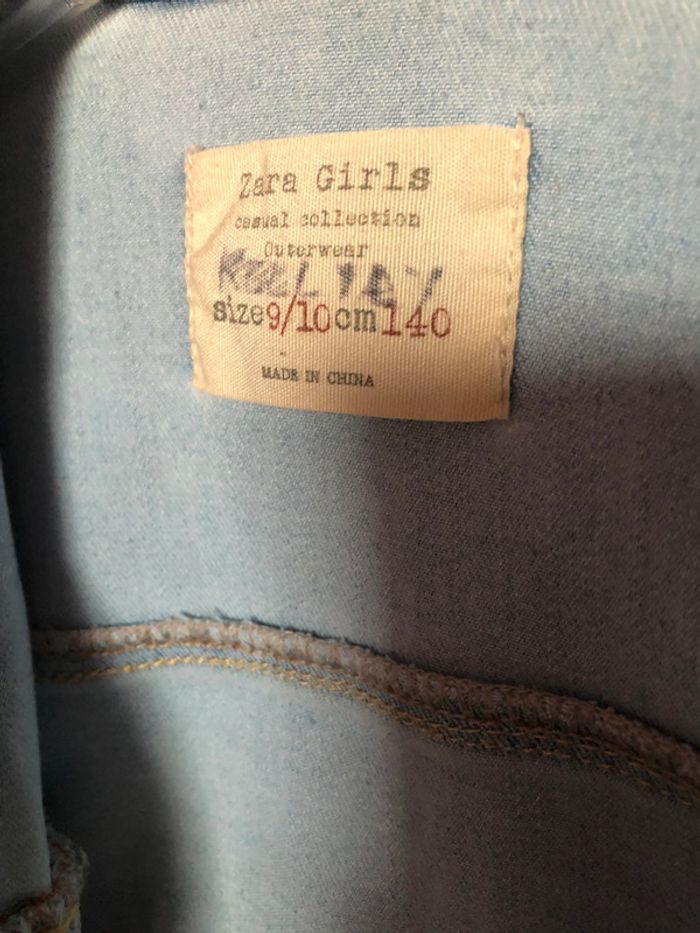 Zara Girls
casual collection
Outerwear
size9/10cm140
MADE IN CHINA